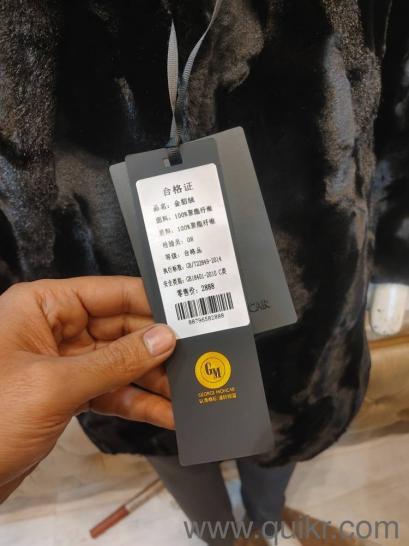 合格证
品名: 金貂绒
面料: 100%聚酯纤维
里料: 100%聚酯纤维
检验员: 08
等级: 合格品
执行标准: GB/T22849-2014
安全类别: GB18401-2010 C类
零售价: 2888
88796582888
GM
GEORGE MONCAR
www.quikr.com